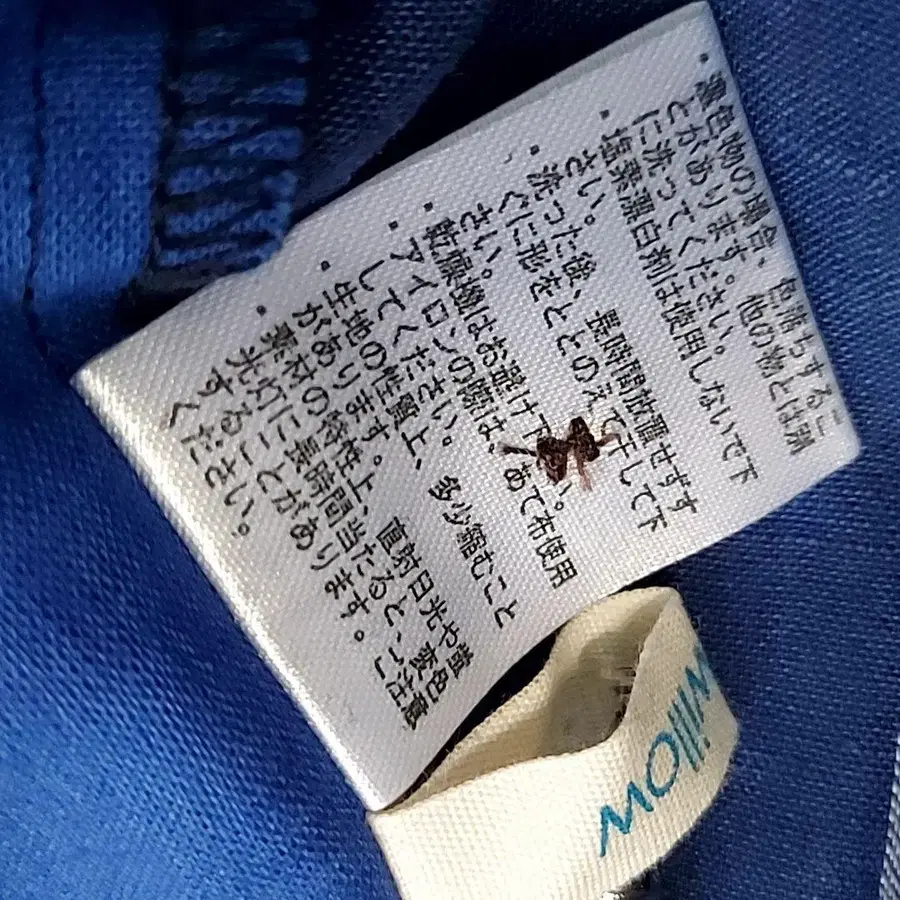 ・濃色物の場合、色落ちするこ
とがあります。他の物とは別
に洗ってください。
・塩素漂白剤は使用しないで下
さい。
・洗った後、長時間放置せずす
ぐに形をととのえて干して下
さい。
・乾燥機はお避け下い。
・アイロンの際はあて布使用
してください。
・生地の性質上、多少縮むこと
があります。
・素材の特性上、直射日光や蛍
光灯に長時間当たると、変色
することがあります。ご注意
ください。
willow